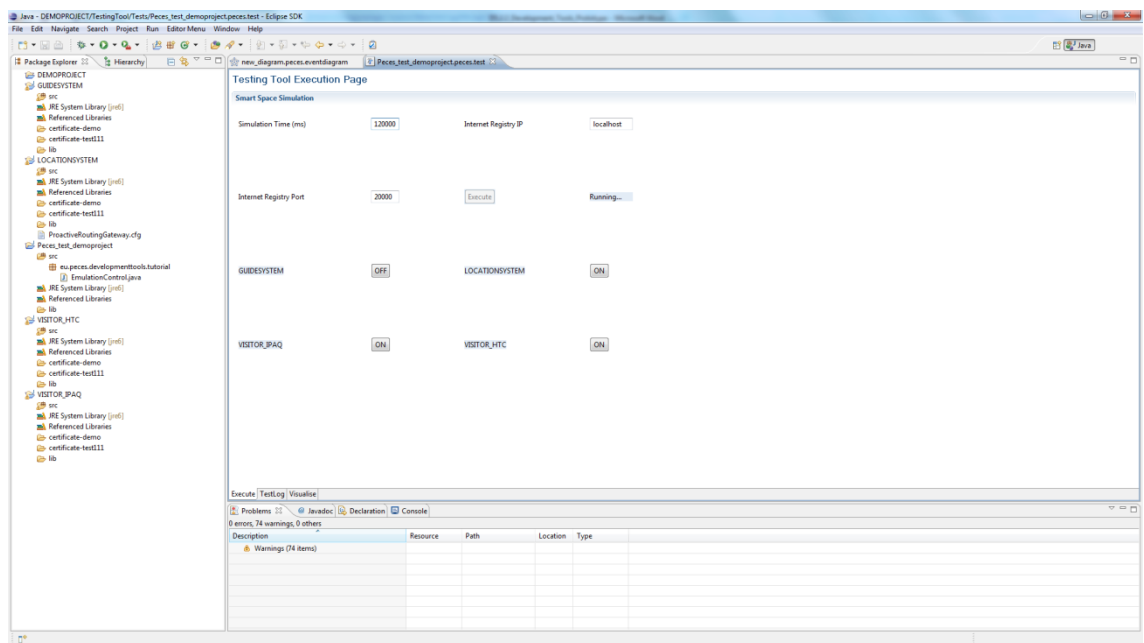 Java - DEMOPROJECT/TestingTool/Tests/Peces_test_demoproject.peces.test - Eclipse SDK
File Edit Navigate Search Project Run Editor Menu Window Help
Java
Package Explorer Hierarchy
new_diagram.peces.eventdiagram Peces_test_demoproject.peces.test
DEMOPROJECT
GUIDESYSTEM
src
JRE System Library [jre6]
Referenced Libraries
certificate-demo
certificate-test111
lib
LOCATIONSYSTEM
src
JRE System Library [jre6]
Referenced Libraries
certificate-demo
certificate-test111
lib
ProactiveRoutingGateway.cfg
Peces_test_demoproject
src
eu.peces.developmenttools.tutorial
EmulationControl.java
JRE System Library [jre6]
Referenced Libraries
lib
VISITOR_HTC
src
JRE System Library [jre6]
Referenced Libraries
certificate-demo
certificate-test111
lib
VISITOR_IPAQ
src
JRE System Library [jre6]
Referenced Libraries
certificate-demo
certificate-test111
lib
Testing Tool Execution Page
Smart Space Simulation
Simulation Time (ms) 120000 Internet Registry IP localhost
Internet Registry Port 20000 Execute Running...
GUIDESYSTEM OFF LOCATIONSYSTEM ON
VISITOR_IPAQ ON VISITOR_HTC ON
Execute TestLog Visualise
Problems Javadoc Declaration Console
0 errors, 74 warnings, 0 others
Description Resource Path Location Type
Warnings (74 items)